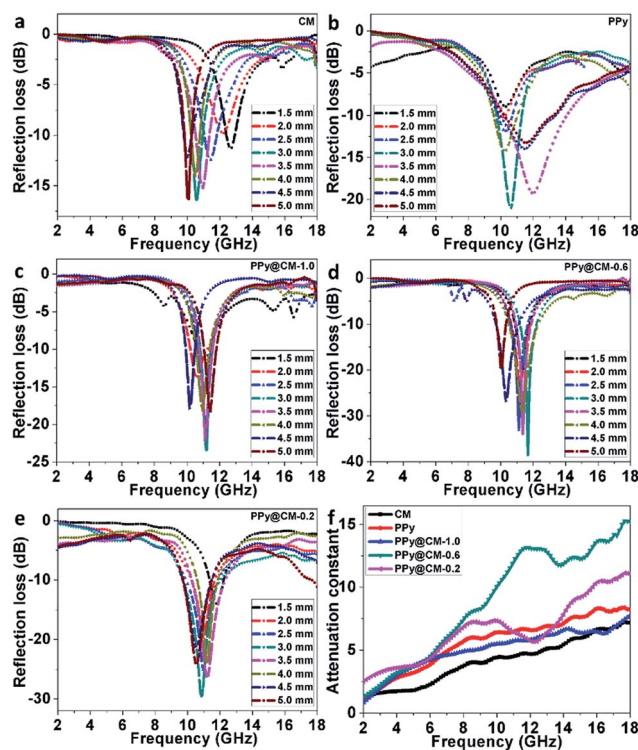 a
CM
Reflection loss (dB)
0
-5
-10
-15
1.5 mm
2.0 mm
2.5 mm
3.0 mm
3.5 mm
4.0 mm
4.5 mm
5.0 mm
2 4 6 8 10 12 14 16 18
Frequency (GHz)
b
PPy
Reflection loss (dB)
0
-5
-10
-15
-20
1.5 mm
2.0 mm
2.5 mm
3.0 mm
3.5 mm
4.0 mm
4.5 mm
5.0 mm
2 4 6 8 10 12 14 16 18
Frequency (GHz)
c
PPy@CM-1.0
Reflection loss (dB)
0
-5
-10
-15
-20
-25
1.5 mm
2.0 mm
2.5 mm
3.0 mm
3.5 mm
4.0 mm
4.5 mm
5.0 mm
2 4 6 8 10 12 14 16 18
Frequency (GHz)
d
PPy@CM-0.6
Reflection loss (dB)
0
-10
-20
-30
-40
1.5 mm
2.0 mm
2.5 mm
3.0 mm
3.5 mm
4.0 mm
4.5 mm
5.0 mm
2 4 6 8 10 12 14 16 18
Frequency (GHz)
e
PPy@CM-0.2
Reflection loss (dB)
0
-10
-20
-30
1.5 mm
2.0 mm
2.5 mm
3.0 mm
3.5 mm
4.0 mm
4.5 mm
5.0 mm
2 4 6 8 10 12 14 16 18
Frequency (GHz)
f
Attenuation constant
15
10
5
0
CM
PPy
PPy@CM-1.0
PPy@CM-0.6
PPy@CM-0.2
2 4 6 8 10 12 14 16 18
Frequency (GHz)